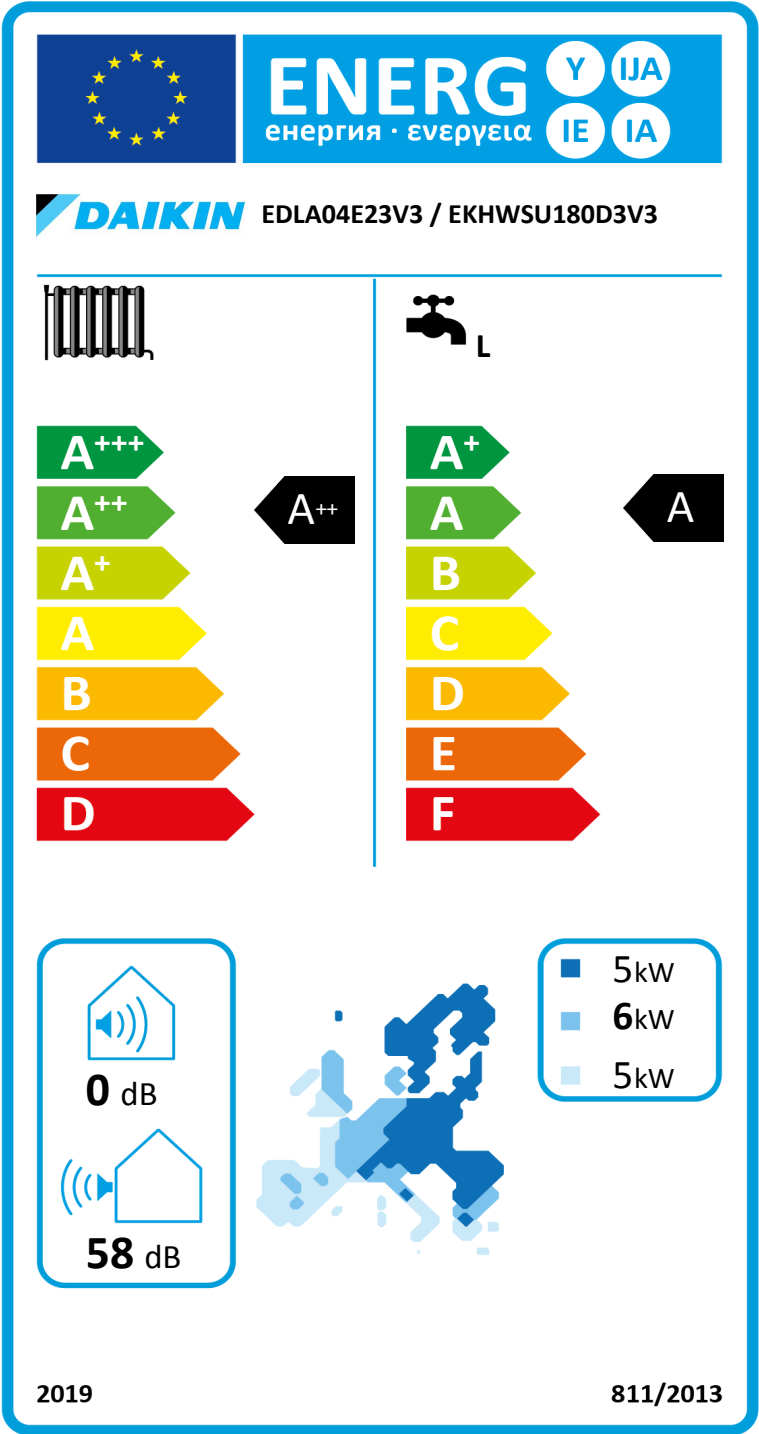 ENERG Y IJA
енергия · ενεργεια IE IA
DAIKIN EDLA04E23V3 / EKHWSU180D3V3
L
A+++
A++
A+
A
B
C
D
A++
A+
A
B
C
D
E
F
A
0 dB
58 dB
5kW
6kW
5kW
2019
811/2013